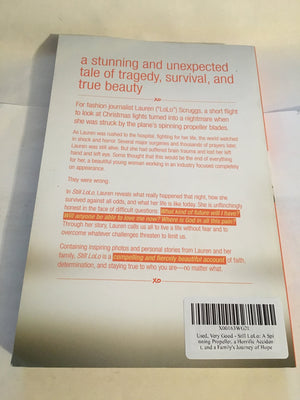 a stunning and unexpected
tale of tragedy, survival, and
true beauty
XO
For fashion journalist Lauren ("LoLo") Scruggs, a short flight
to look at Christmas lights turned into a nightmare when
she was struck by the plane's spinning propeller blades.
As Lauren was rushed to the hospital, fighting for her life, the world watched
in shock and horror. Several major surgeries and thousands of prayers later,
Lauren was still alive. But she had suffered brain trauma and lost her left
hand and left eye. Some thought that this would be the end of everything
for her, a beautiful young woman working in an industry focused completely
on appearance.
They were wrong.
In Still LoLo, Lauren reveals what really happened that night, how she
survived against all odds, and what her life is like today. She is unflinchingly
honest in the face of difficult questions: what kind of future will I have?
Will anyone be able to love me now? Where is God in all this pain?
Through her story, Lauren calls us all to live a life without fear and to
overcome whatever challenges threaten to limit us.
Containing inspiring photos and personal stories from Lauren and her
family, Still LoLo is a compelling and fiercely beautiful account of faith,
determination, and staying true to who you are—no matter what.
XO
X00163WG7L
Used, Very Good - Still LoLo: A Spi
nning Propeller, a Horrific Acciden
t, and a Family's Journey of Hope